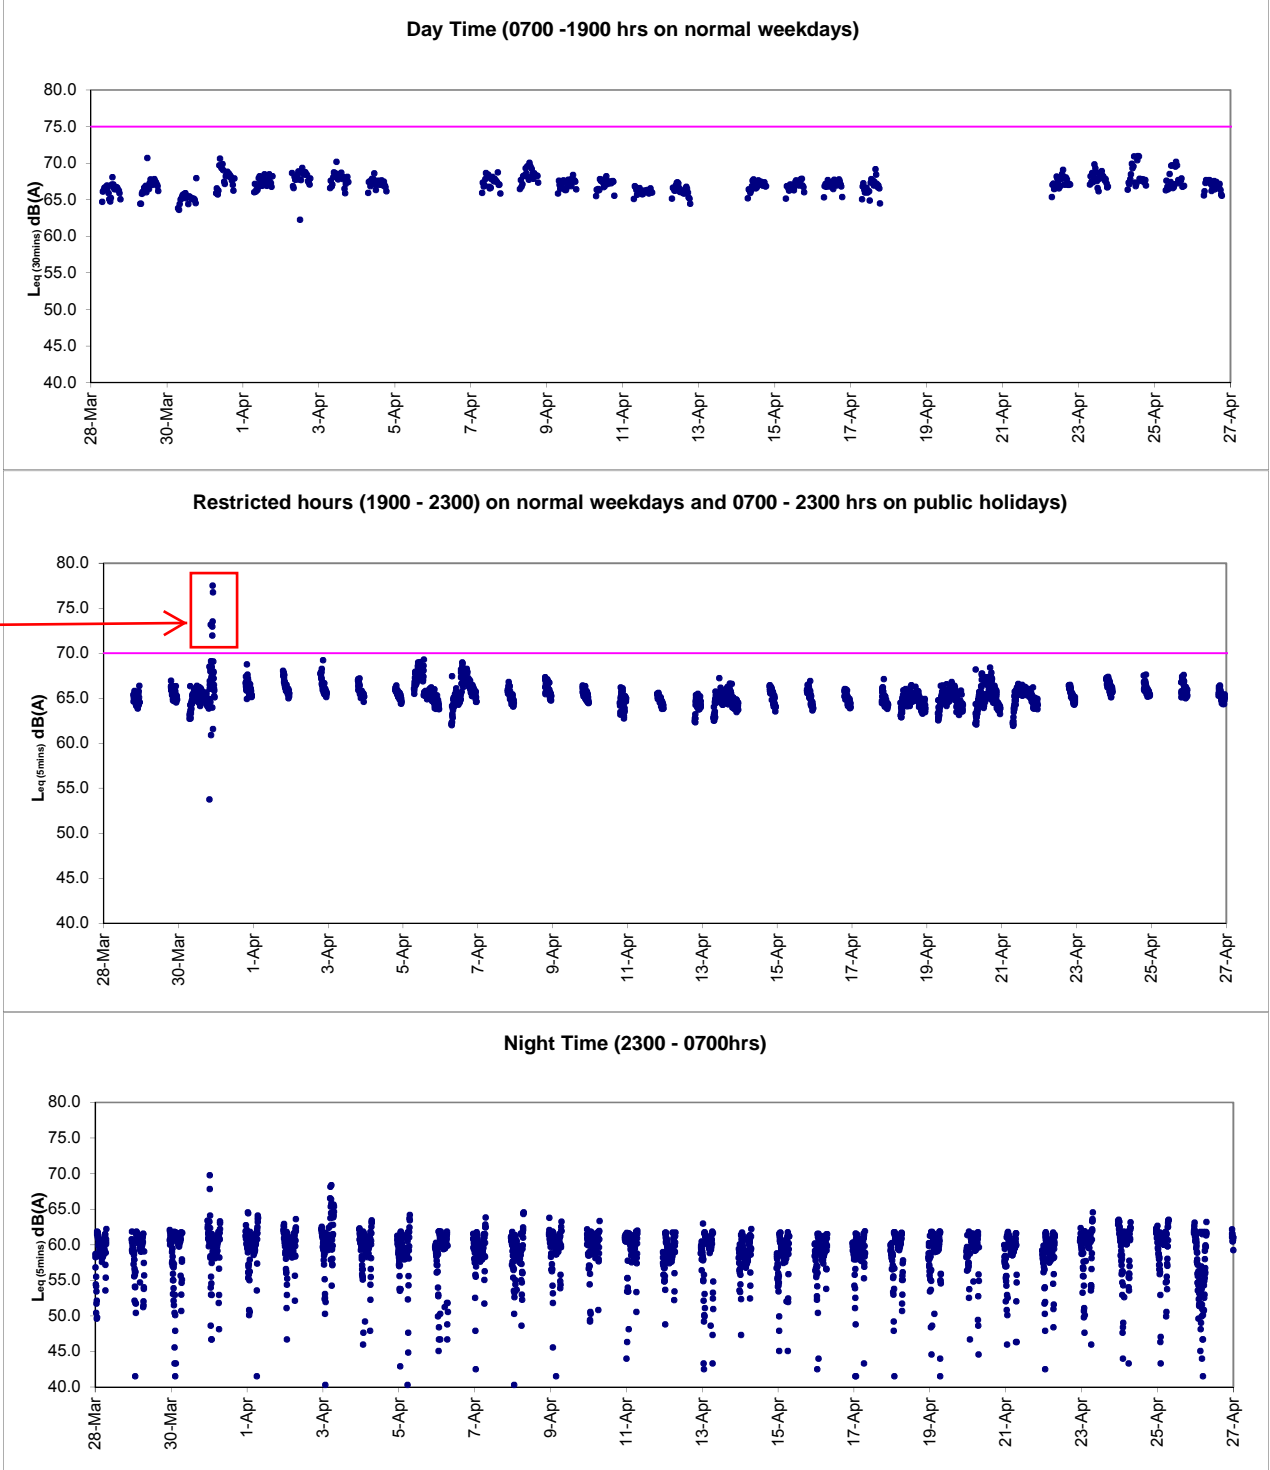 Day Time (0700 -1900 hrs on normal weekdays)
80.0
75.0
70.0
65.0
60.0
55.0
50.0
45.0
40.0
Leq (30mins) dB(A)
28-Mar
30-Mar
1-Apr
3-Apr
5-Apr
7-Apr
9-Apr
11-Apr
13-Apr
15-Apr
17-Apr
19-Apr
21-Apr
23-Apr
25-Apr
27-Apr
Restricted hours (1900 - 2300) on normal weekdays and 0700 - 2300 hrs on public holidays)
80.0
75.0
70.0
65.0
60.0
55.0
50.0
45.0
40.0
Leq (5mins) dB(A)
28-Mar
30-Mar
1-Apr
3-Apr
5-Apr
7-Apr
9-Apr
11-Apr
13-Apr
15-Apr
17-Apr
19-Apr
21-Apr
23-Apr
25-Apr
27-Apr
Night Time (2300 - 0700hrs)
80.0
75.0
70.0
65.0
60.0
55.0
50.0
45.0
40.0
Leq(5mins) dB(A)
28-Mar
30-Mar
1-Apr
3-Apr
5-Apr
7-Apr
9-Apr
11-Apr
13-Apr
15-Apr
17-Apr
19-Apr
21-Apr
23-Apr
25-Apr
27-Apr